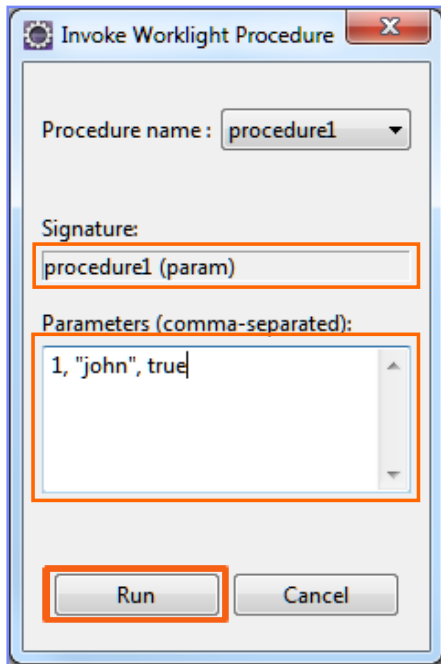 Invoke Worklight Procedure
Procedure name : procedure1
Signature:
procedure1 (param)
Parameters (comma-separated):
1, "john", true
Run Cancel